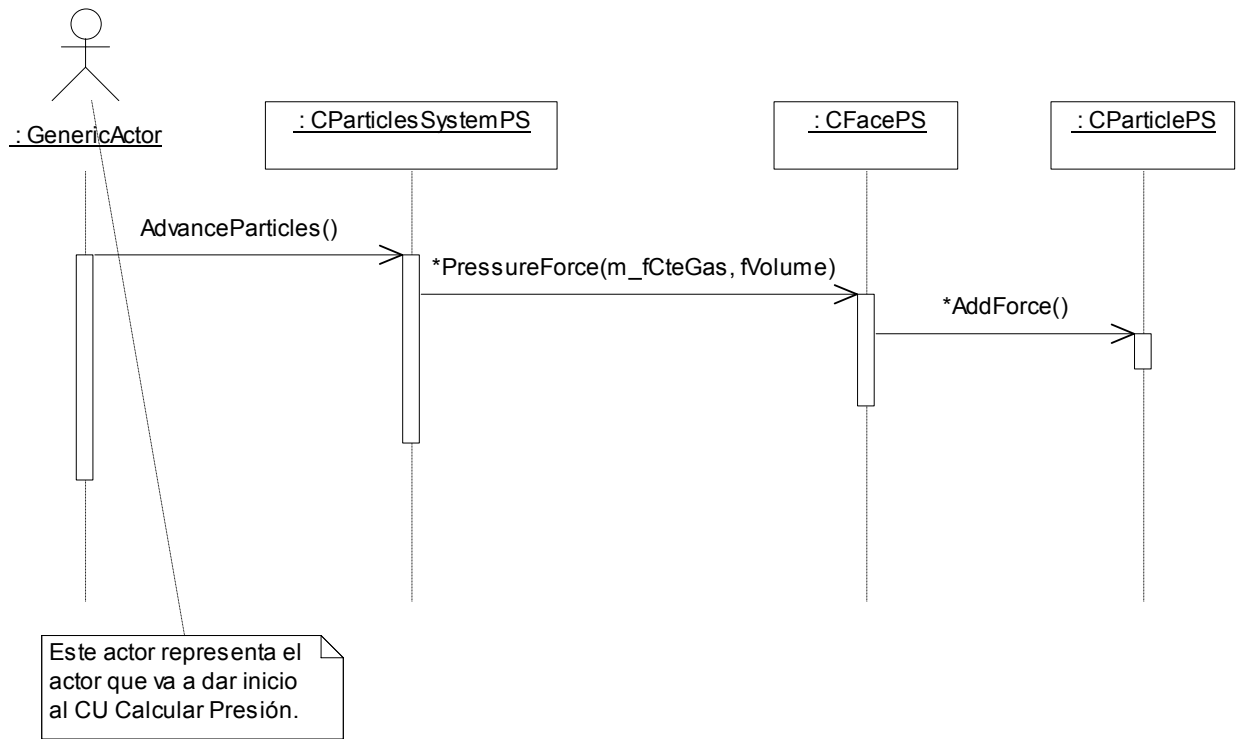 : GenericActor
: CParticlesSystemPS
: CFacePS
: CParticlePS
AdvanceParticles()
*PressureForce(m_fCteGas, fVolume)
*AddForce()
Este actor representa el
actor que va a dar inicio
al CU Calcular Presión.